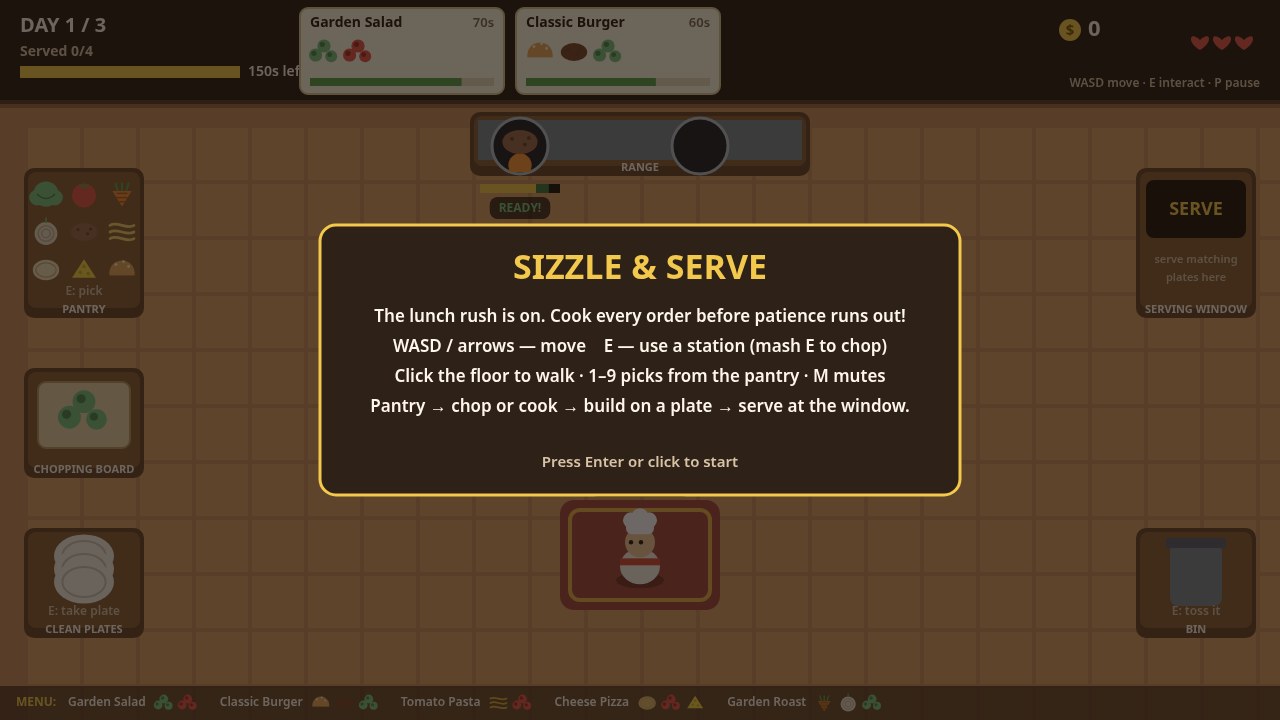 DAY 1 / 3
Served 0/4
150s lef
Garden Salad 70s
Classic Burger 60s
$ 0
WASD move · E interact · P pause
RANGE
READY!
E: pick
PANTRY
SERVE
serve matching
plates here
SERVING WINDOW
SIZZLE & SERVE
The lunch rush is on. Cook every order before patience runs out!
WASD / arrows — move E — use a station (mash E to chop)
Click the floor to walk · 1–9 picks from the pantry · M mutes
Pantry → chop or cook → build on a plate → serve at the window.
Press Enter or click to start
CHOPPING BOARD
E: take plate
CLEAN PLATES
E: toss it
BIN
MENU: Garden Salad Classic Burger Tomato Pasta Cheese Pizza Garden Roast